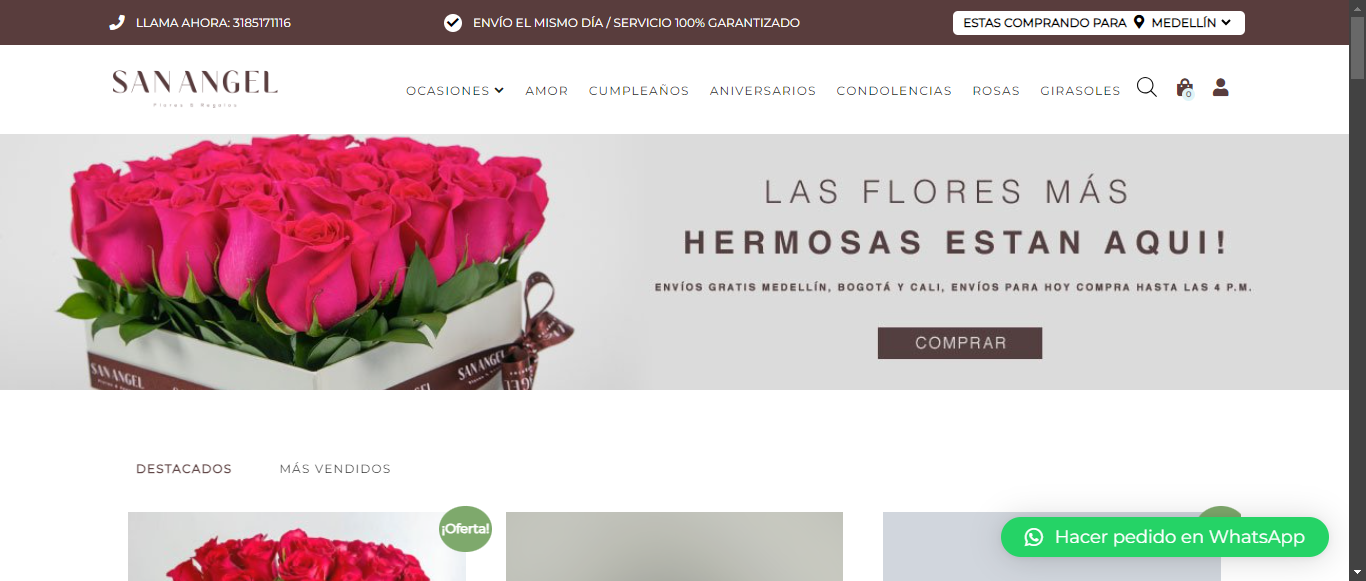 LLAMA AHORA: 3185171116
ENVÍO EL MISMO DÍA / SERVICIO 100% GARANTIZADO
ESTAS COMPRANDO PARA MEDELLÍN
SAN ANGEL
Flores & Regalos
OCASIONES AMOR CUMPLEAÑOS ANIVERSARIOS CONDOLENCIAS ROSAS GIRASOLES
0
LAS FLORES MÁS
HERMOSAS ESTAN AQUI!
ENVÍOS GRATIS MEDELLÍN, BOGOTÁ Y CALI, ENVÍOS PARA HOY COMPRA HASTA LAS 4 P.M.
COMPRAR
SAN ANGEL
SAN ANGEL
DESTACADOS MÁS VENDIDOS
¡Oferta!
Hacer pedido en WhatsApp